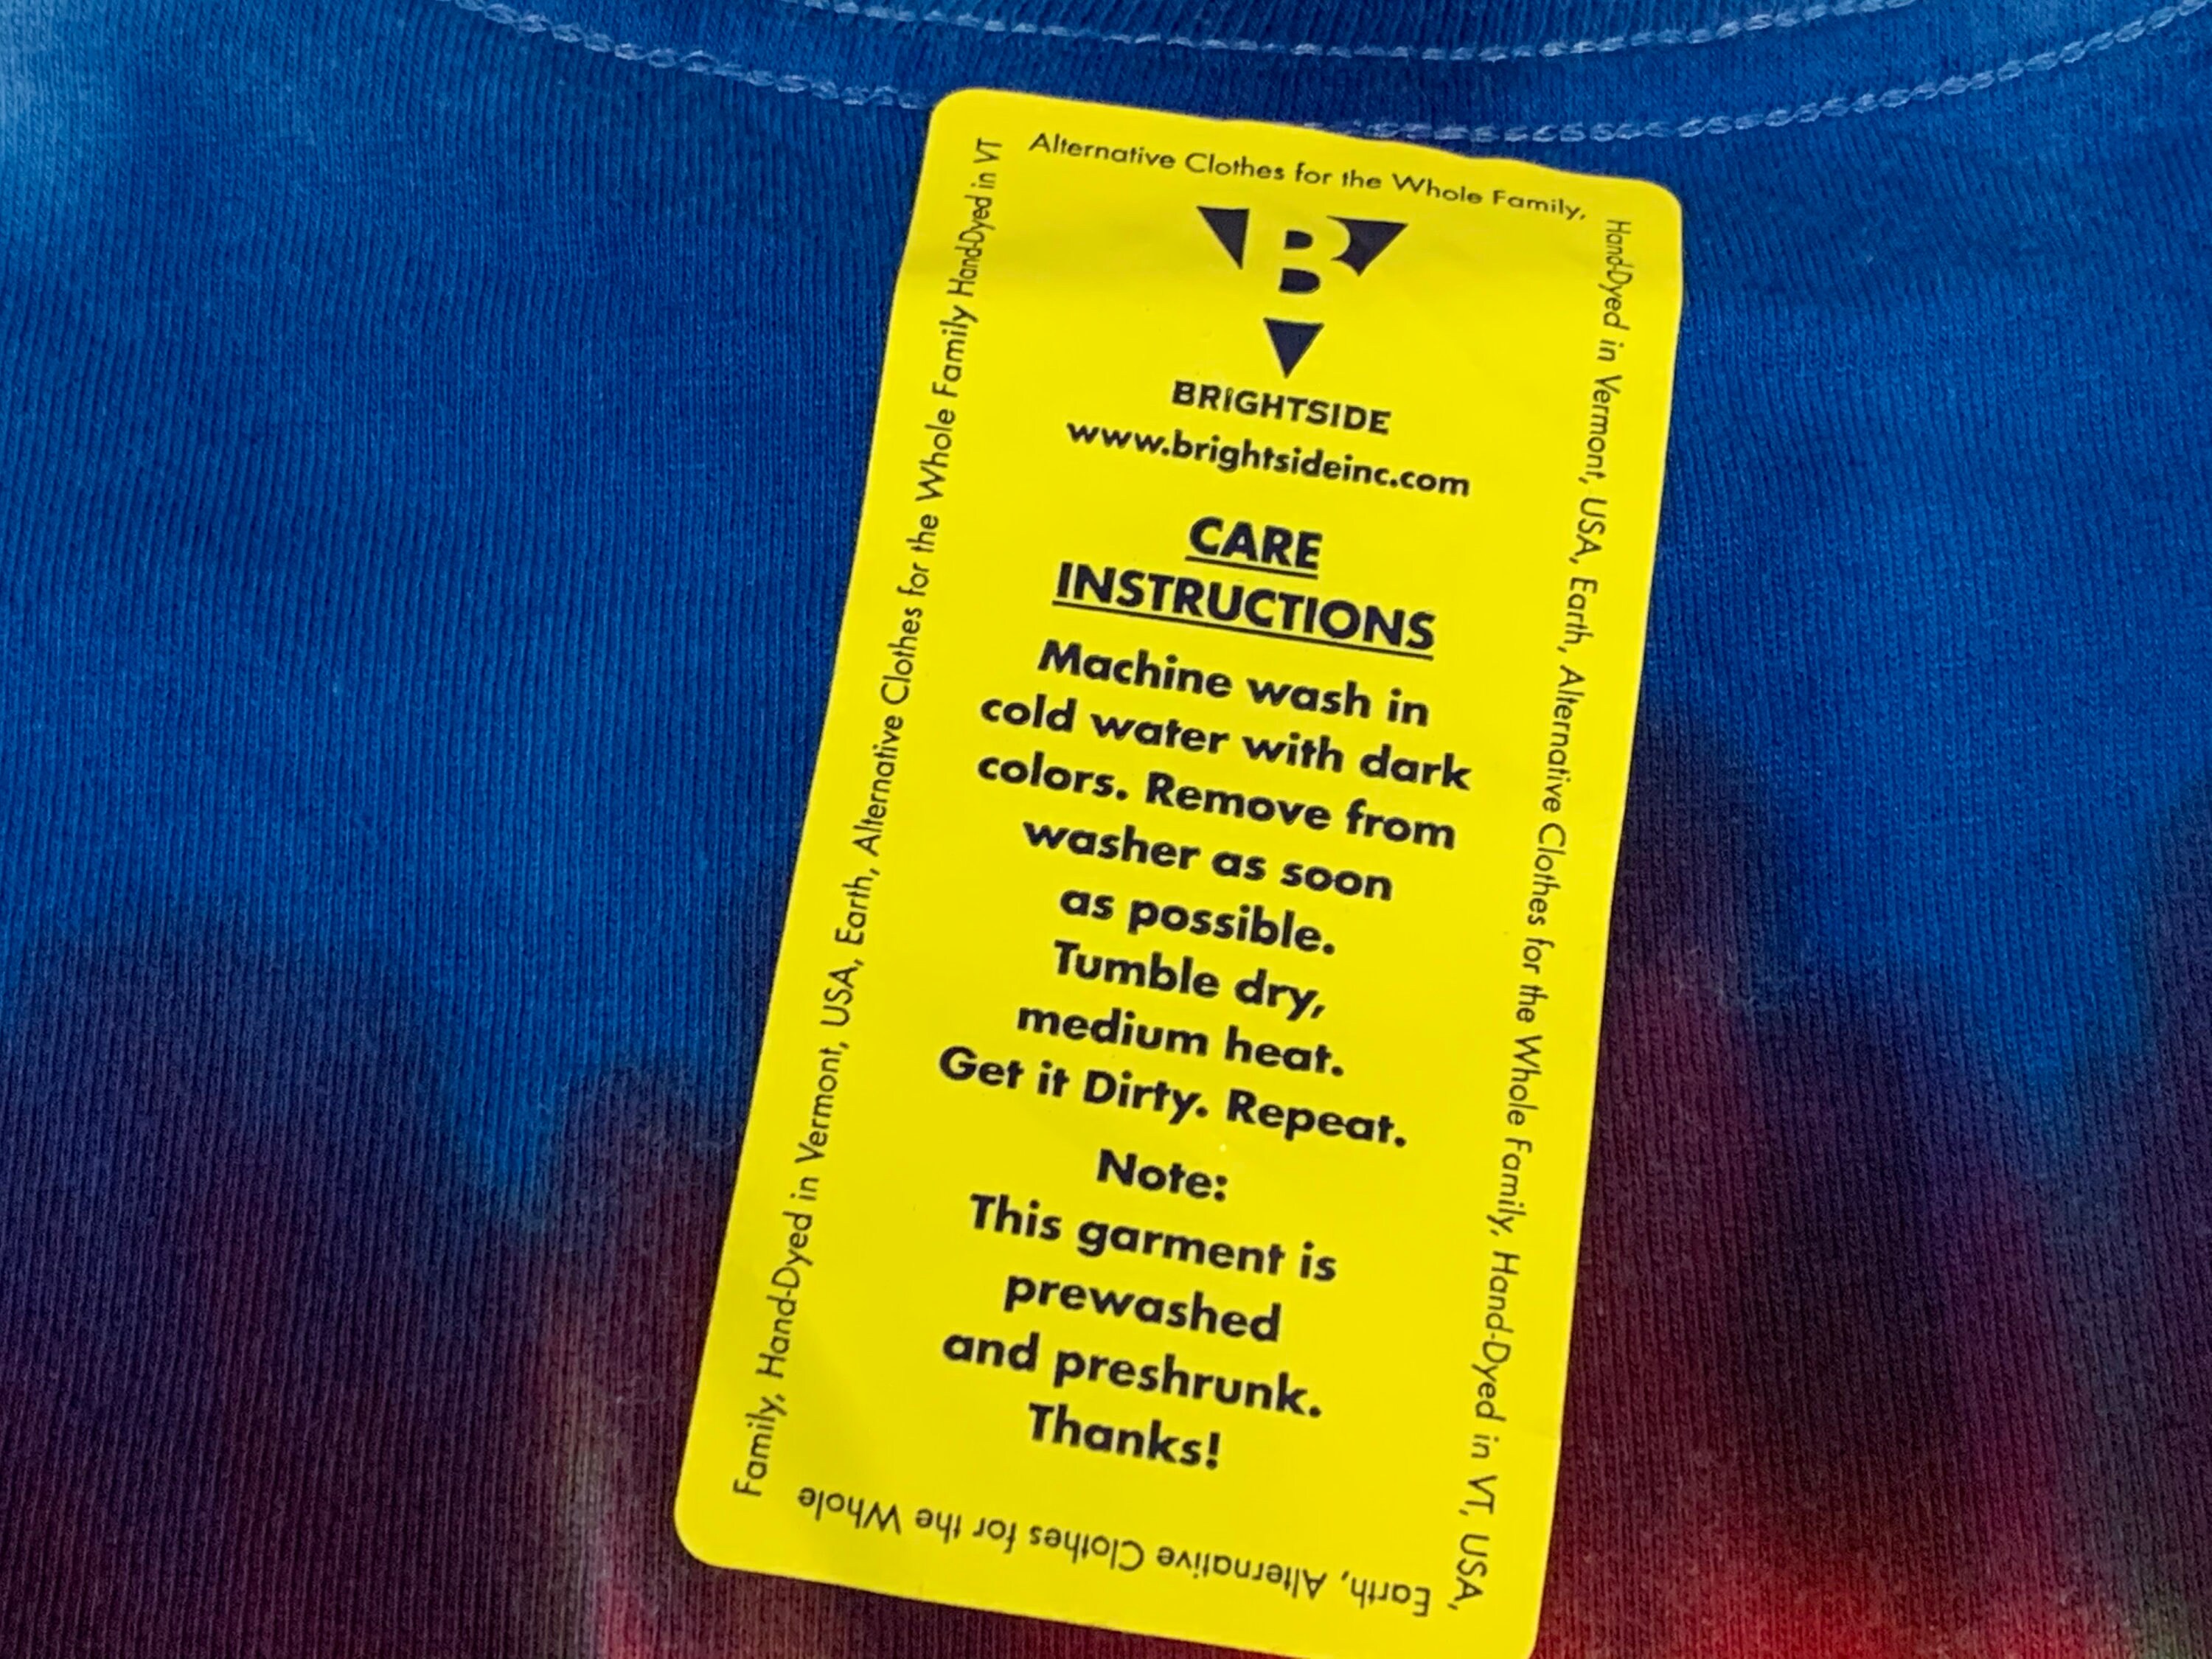 Alternative Clothes for the Whole Family,
Hand-Dyed in Vermont, USA, Earth, Alternative Clothes for the Whole Family, Hand-Dyed in VT, USA,
Earth, Alternative Clothes for the Whole
Family, Hand-Dyed in Vermont, USA, Earth, Alternative Clothes for the Whole Family Hand-Dyed in VT
B
BRIGHTSIDE
www.brightsideinc.com
CARE
INSTRUCTIONS
Machine wash in
cold water with dark
colors. Remove from
washer as soon
as possible.
Tumble dry,
medium heat.
Get it Dirty. Repeat.
Note:
This garment is
prewashed
and preshrunk.
Thanks!